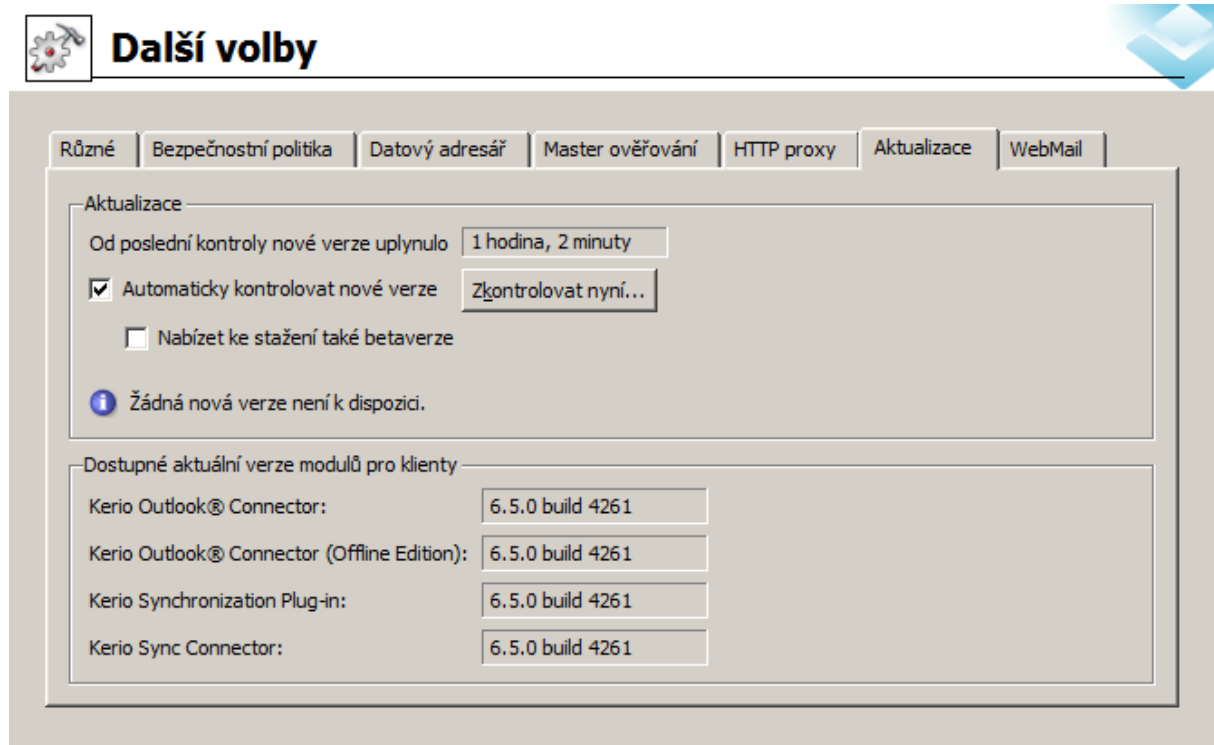 Další volby
Různé Bezpečnostní politika Datový adresář Master ověřování HTTP proxy Aktualizace WebMail
Aktualizace
Od poslední kontroly nové verze uplynulo 1 hodina, 2 minuty
Automaticky kontrolovat nové verze Zkontrolovat nyní...
Nabízet ke stažení také betaverze
Žádná nová verze není k dispozici.
Dostupné aktuální verze modulů pro klienty
Kerio Outlook® Connector: 6.5.0 build 4261
Kerio Outlook® Connector (Offline Edition): 6.5.0 build 4261
Kerio Synchronization Plug-in: 6.5.0 build 4261
Kerio Sync Connector: 6.5.0 build 4261